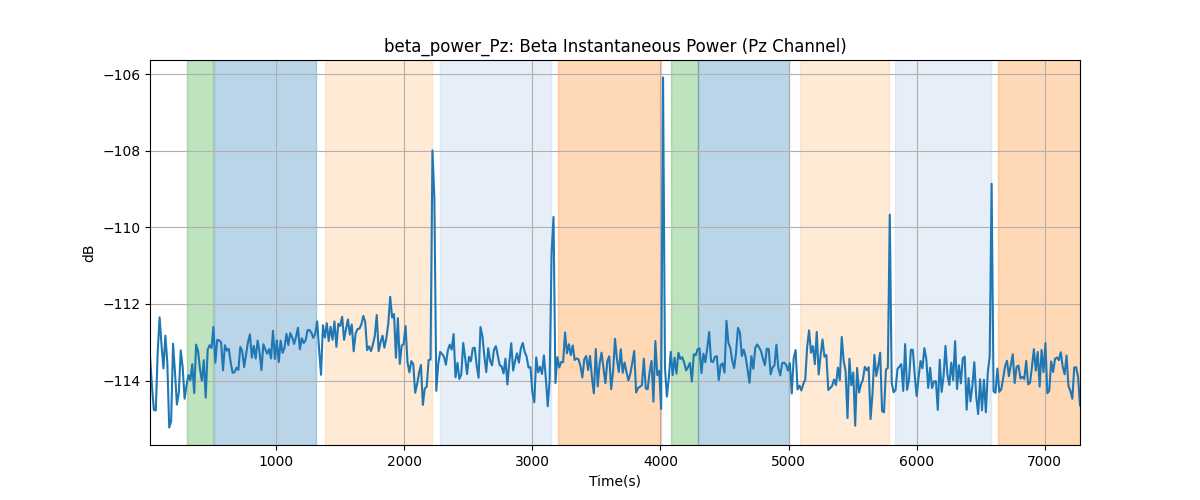 beta_power_Pz: Beta Instantaneous Power (Pz Channel)
dB
−106
−108
−110
−112
−114
1000 2000 3000 4000 5000 6000 7000
Time(s)